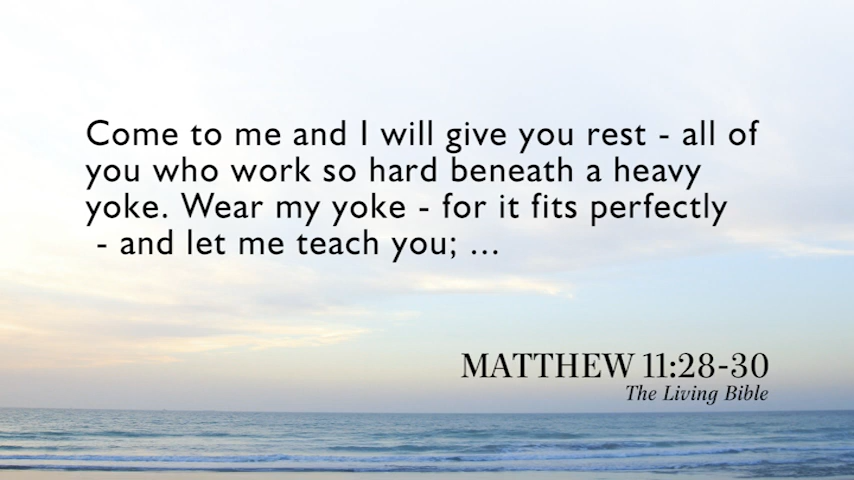 Come to me and I will give you rest - all of
you who work so hard beneath a heavy
yoke. Wear my yoke - for it fits perfectly
- and let me teach you; ...
MATTHEW 11:28-30
The Living Bible